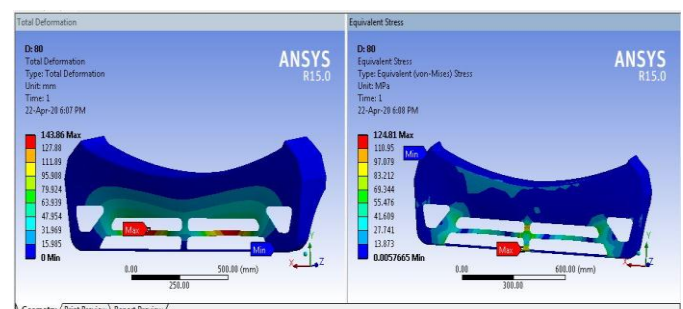 Total Deformation
D: 80
Total Deformation
Type: Total Deformation
Unit: mm
Time: 1
22-Apr-20 6:07 PM
ANSYS
R15.0
143.86 Max
127.88
111.89
95.908
79.924
63.939
47.954
31.969
15.985
0 Min
Max
Min
0.00
500.00 (mm)
250.00
Y
X
Z
Equivalent Stress
D: 80
Equivalent Stress
Type: Equivalent (von-Mises) Stress
Unit: MPa
Time: 1
22-Apr-20 6:08 PM
ANSYS
R15.0
124.81 Max
110.95
97.079
83.212
69.344
55.476
41.609
27.741
13.873
0.0057665 Min
Min
Max
0.00
600.00 (mm)
300.00
Y
X
Z
Geometry Print Preview Report Preview